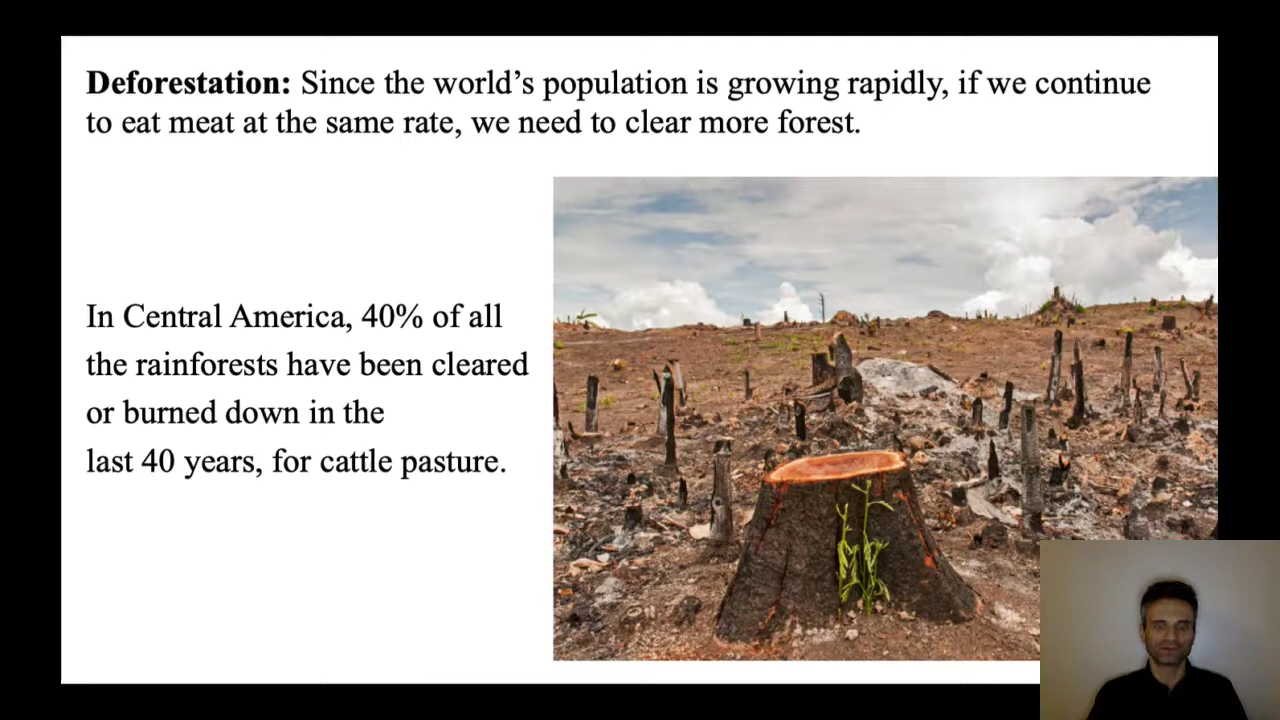 Deforestation: Since the world’s population is growing rapidly, if we continue
to eat meat at the same rate, we need to clear more forest.
In Central America, 40% of all
the rainforests have been cleared
or burned down in the
last 40 years, for cattle pasture.